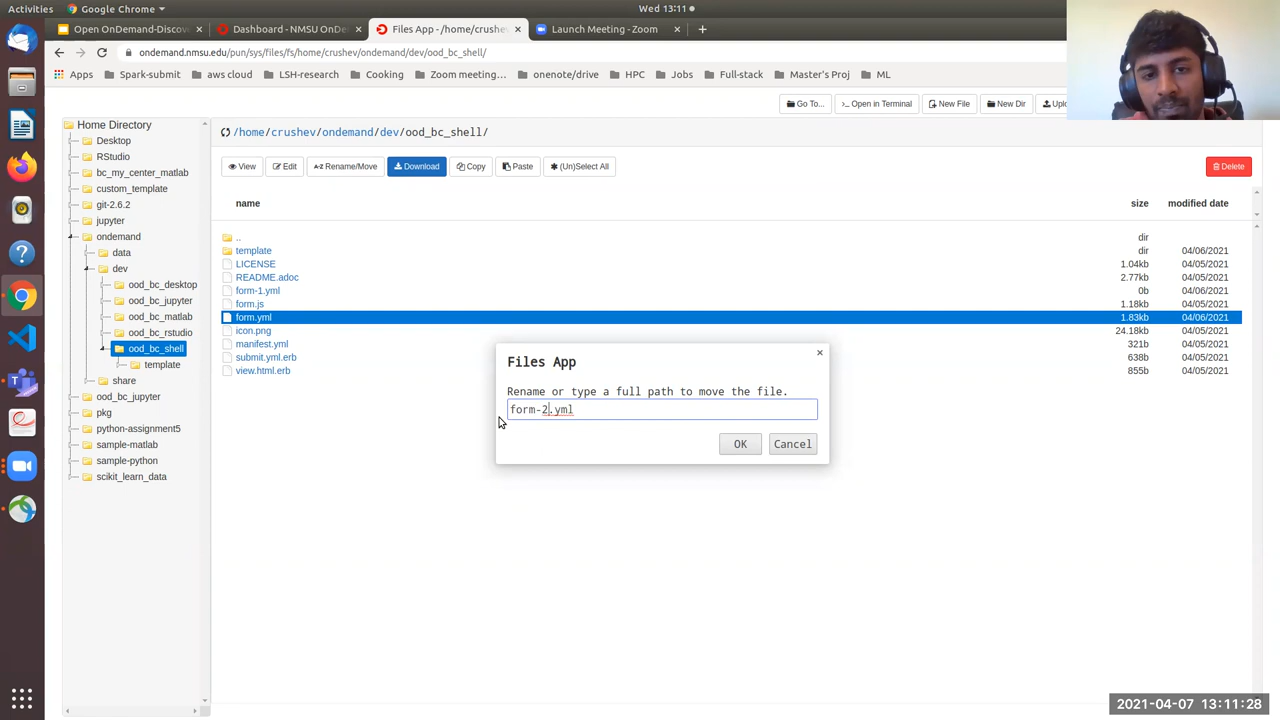 Activities
Google Chrome
Wed 13:11
Open OnDemand-Discov
Dashboard - NMSU OnDe
Files App - /home/crushe
Launch Meeting - Zoom
ondemand.nmsu.edu/pun/sys/files/fs/home/crushev/ondemand/dev/ood_bc_shell/
Apps
Spark-submit
aws cloud
LSH-research
Cooking
Zoom meeting...
onenote/drive
HPC
Jobs
Full-stack
Master's Proj
ML
Go To...
>_Open in Terminal
New File
New Dir
Uplo
Home Directory
Desktop
RStudio
bc_my_center_matlab
custom_template
git-2.6.2
jupyter
ondemand
data
dev
ood_bc_desktop
ood_bc_jupyter
ood_bc_matlab
ood_bc_rstudio
ood_bc_shell
template
share
ood_bc_jupyter
pkg
python-assignment5
sample-matlab
sample-python
scikit_learn_data
/home/crushev/ondemand/dev/ood_bc_shell/
View
Edit
A-Z Rename/Move
Download
Copy
Paste
(Un)Select All
Delete
name size modified date
.. dir
template dir 04/06/2021
LICENSE 1.04kb 04/05/2021
README.adoc 2.77kb 04/05/2021
form-1.yml 0b 04/06/2021
form.js 1.18kb 04/05/2021
form.yml 1.83kb 04/06/2021
icon.png 24.18kb 04/05/2021
manifest.yml 321b 04/05/2021
submit.yml.erb 638b 04/05/2021
view.html.erb 855b 04/05/2021
Files App
Rename or type a full path to move the file.
form-2.yml
OK
Cancel
2021-04-07 13:11:28